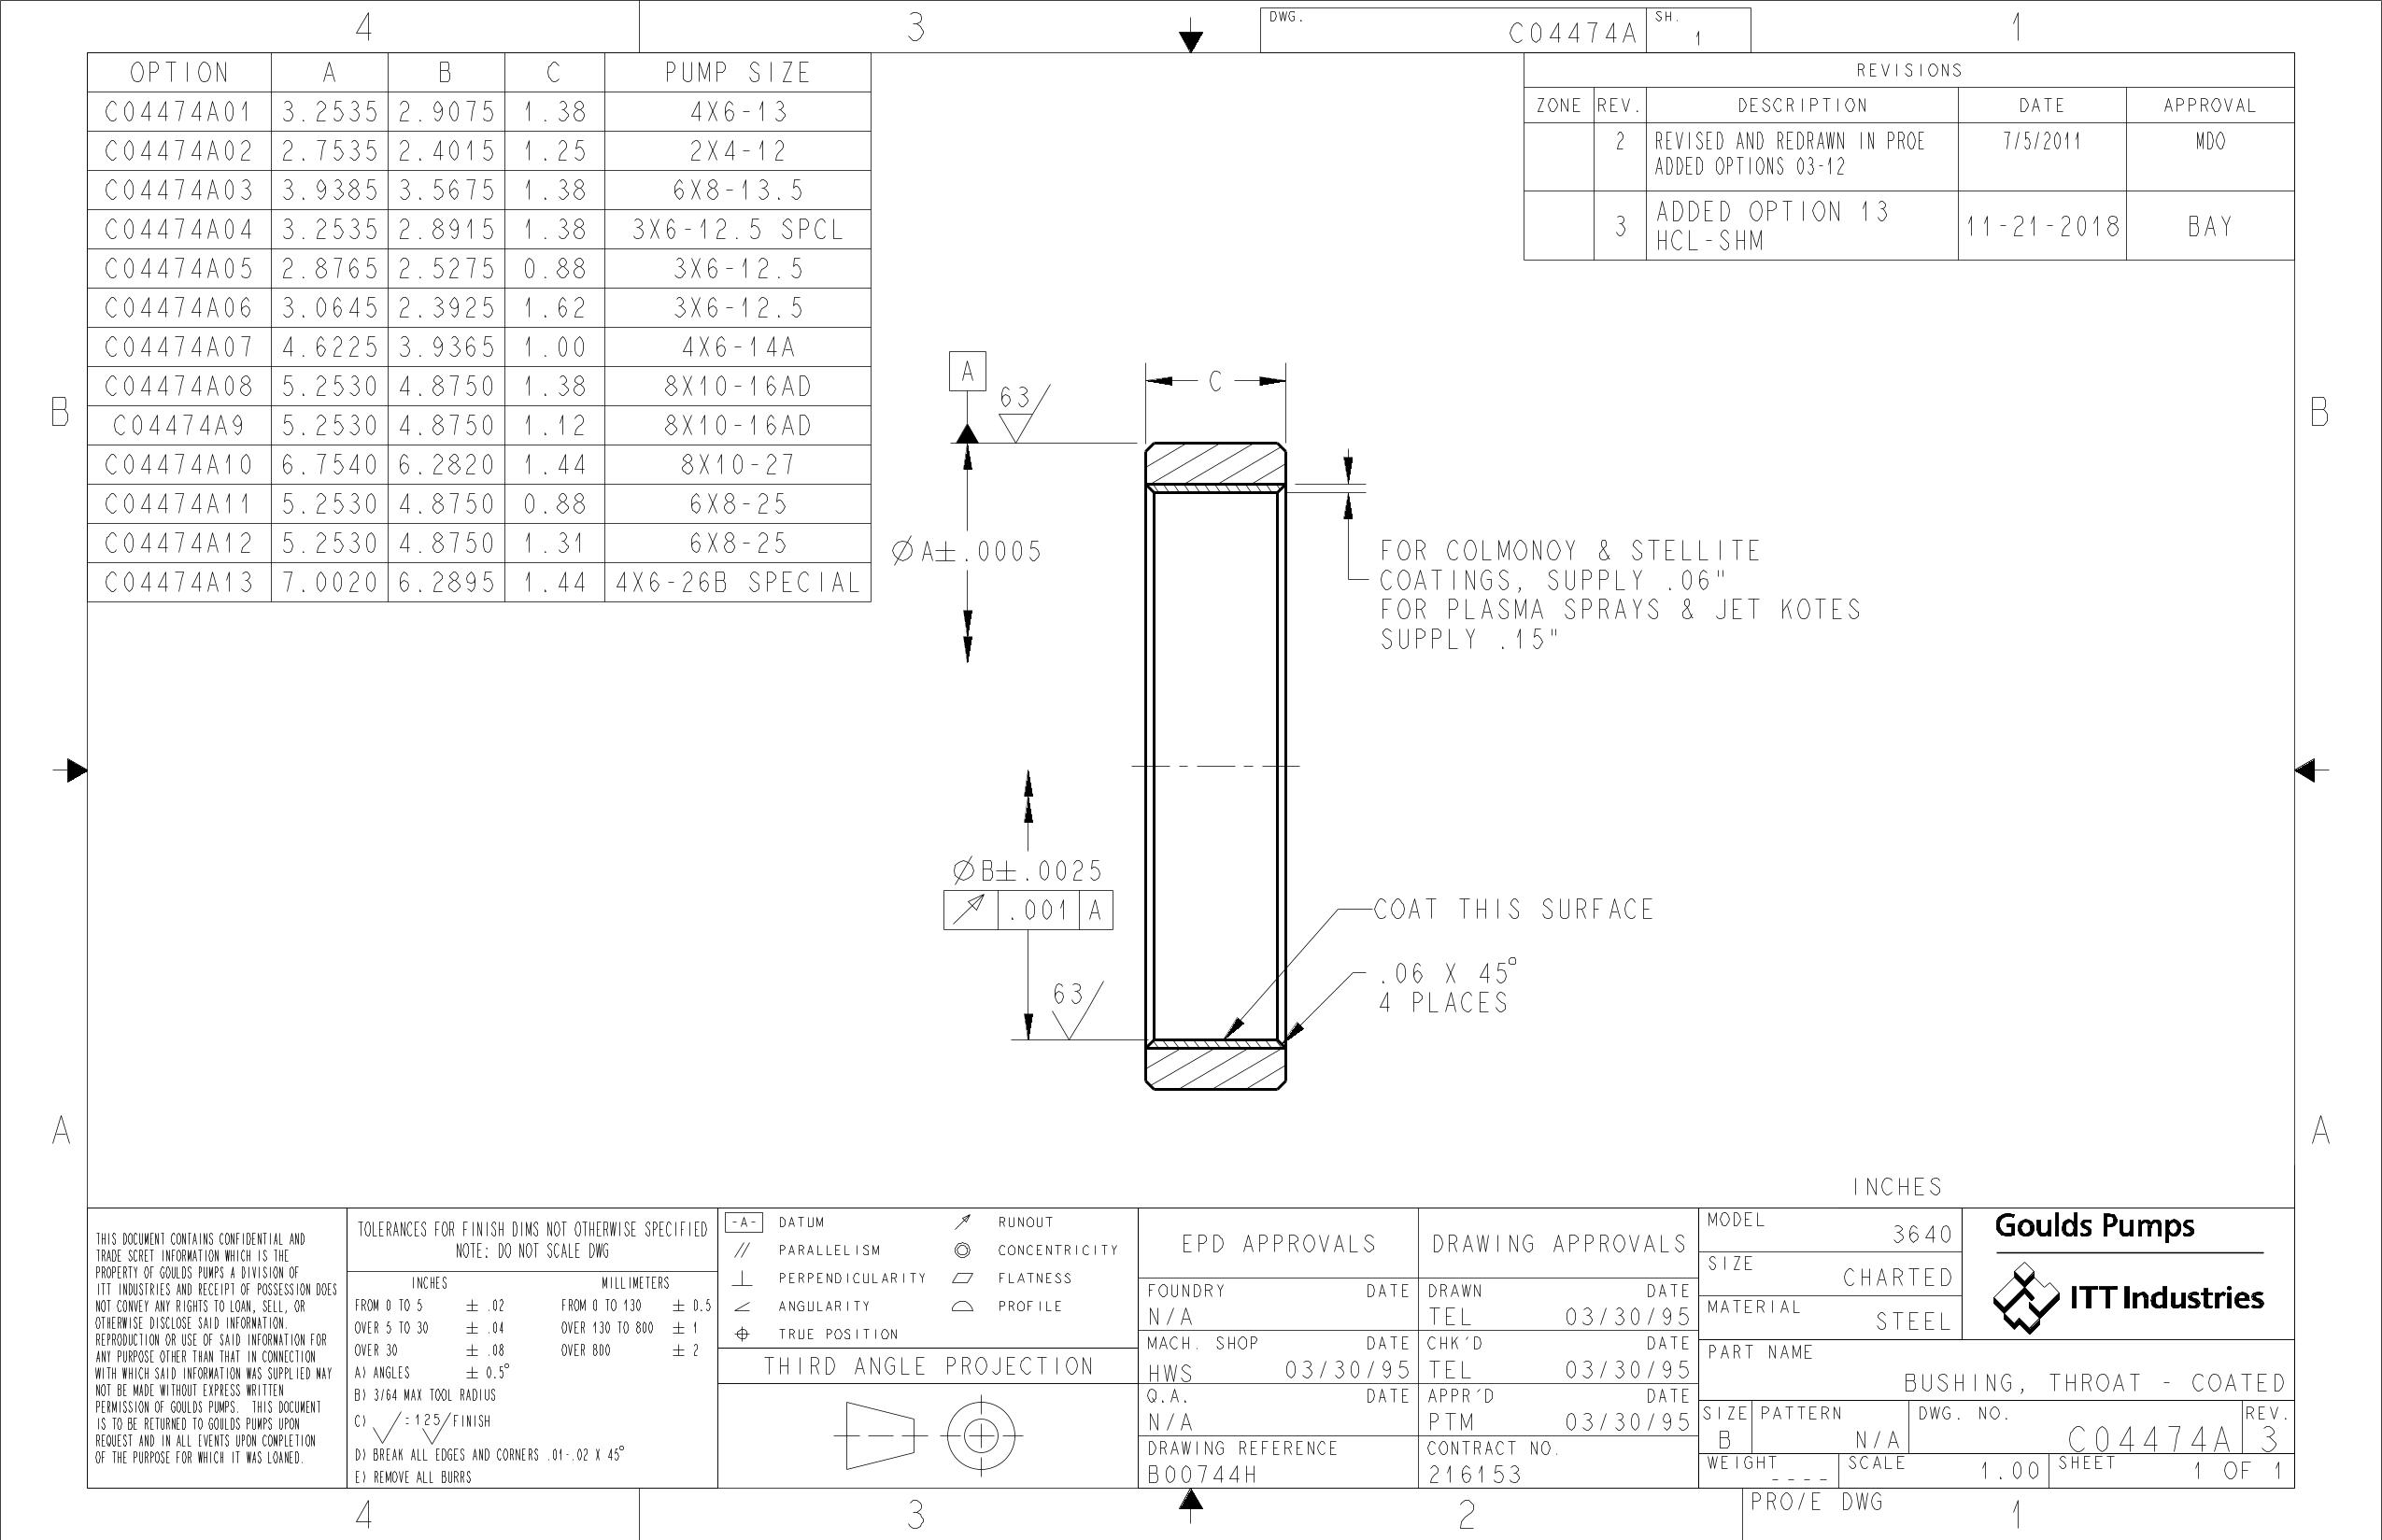 4 3 1
DWG. C04474A SH. 1
OPTION A B C PUMP SIZE
C04474A01 3.2535 2.9075 1.38 4X6-13
C04474A02 2.7535 2.4015 1.25 2X4-12
C04474A03 3.9385 3.5675 1.38 6X8-13.5
C04474A04 3.2535 2.8915 1.38 3X6-12.5 SPCL
C04474A05 2.8765 2.5275 0.88 3X6-12.5
C04474A06 3.0645 2.3925 1.62 3X6-12.5
C04474A07 4.6225 3.9365 1.00 4X6-14A
C04474A08 5.2530 4.8750 1.38 8X10-16AD
C04474A9 5.2530 4.8750 1.12 8X10-16AD
C04474A10 6.7540 6.2820 1.44 8X10-27
C04474A11 5.2530 4.8750 0.88 6X8-25
C04474A12 5.2530 4.8750 1.31 6X8-25
C04474A13 7.0020 6.2895 1.44 4X6-26B SPECIAL
REVISIONS
ZONE REV. DESCRIPTION DATE APPROVAL
2 REVISED AND REDRAWN IN PROE 7/5/2011 MDO
ADDED OPTIONS 03-12
3 ADDED OPTION 13 11-21-2018 BAY
HCL-SHM
B B
A
63
C
ØA±.0005
FOR COLMONOY & STELLITE
COATINGS, SUPPLY .06"
FOR PLASMA SPRAYS & JET KOTES
SUPPLY .15"
ØB±.0025
.001 A
63
COAT THIS SURFACE
.06 X 45°
4 PLACES
A A
INCHES
THIS DOCUMENT CONTAINS CONFIDENTIAL AND
TRADE SCRET INFORMATION WHICH IS THE
PROPERTY OF GOULDS PUMPS A DIVISION OF
ITT INDUSTRIES AND RECEIPT OF POSSESSION DOES
NOT CONVEY ANY RIGHTS TO LOAN, SELL, OR
OTHERWISE DISCLOSE SAID INFORMATION.
REPRODUCTION OR USE OF SAID INFORMATION FOR
ANY PURPOSE OTHER THAN THAT IN CONNECTION
WITH WHICH SAID INFORMATION WAS SUPPLIED MAY
NOT BE MADE WITHOUT EXPRESS WRITTEN
PERMISSION OF GOULDS PUMPS. THIS DOCUMENT
IS TO BE RETURNED TO GOULDS PUMPS UPON
REQUEST AND IN ALL EVENTS UPON COMPLETION
OF THE PURPOSE FOR WHICH IT WAS LOANED.
TOLERANCES FOR FINISH DIMS NOT OTHERWISE SPECIFIED
NOTE: DO NOT SCALE DWG
INCHES MILLIMETERS
FROM 0 TO 5 ± .02 FROM 0 TO 130 ± 0.5
OVER 5 TO 30 ± .04 OVER 130 TO 800 ± 1
OVER 30 ± .08 OVER 800 ± 2
A) ANGLES ± 0.5°
B) 3/64 MAX TOOL RADIUS
C) =125/FINISH
D) BREAK ALL EDGES AND CORNERS .01-.02 X 45°
E) REMOVE ALL BURRS
-A- DATUM RUNOUT
PARALLELISM CONCENTRICITY
PERPENDICULARITY FLATNESS
ANGULARITY PROFILE
TRUE POSITION
THIRD ANGLE PROJECTION
EPD APPROVALS DRAWING APPROVALS
FOUNDRY DATE DRAWN DATE
N/A TEL 03/30/95
MACH. SHOP DATE CHK'D DATE
HWS 03/30/95 TEL 03/30/95
Q.A. DATE APPR'D DATE
N/A PTM 03/30/95
DRAWING REFERENCE CONTRACT NO.
B00744H 216153
MODEL 3640
SIZE CHARTED
MATERIAL STEEL
Goulds Pumps
ITT Industries
PART NAME
BUSHING, THROAT - COATED
SIZE PATTERN DWG. NO. REV.
B N/A C04474A 3
WEIGHT ---- SCALE 1.00 SHEET 1 OF 1
PRO/E DWG
4 3 2 1